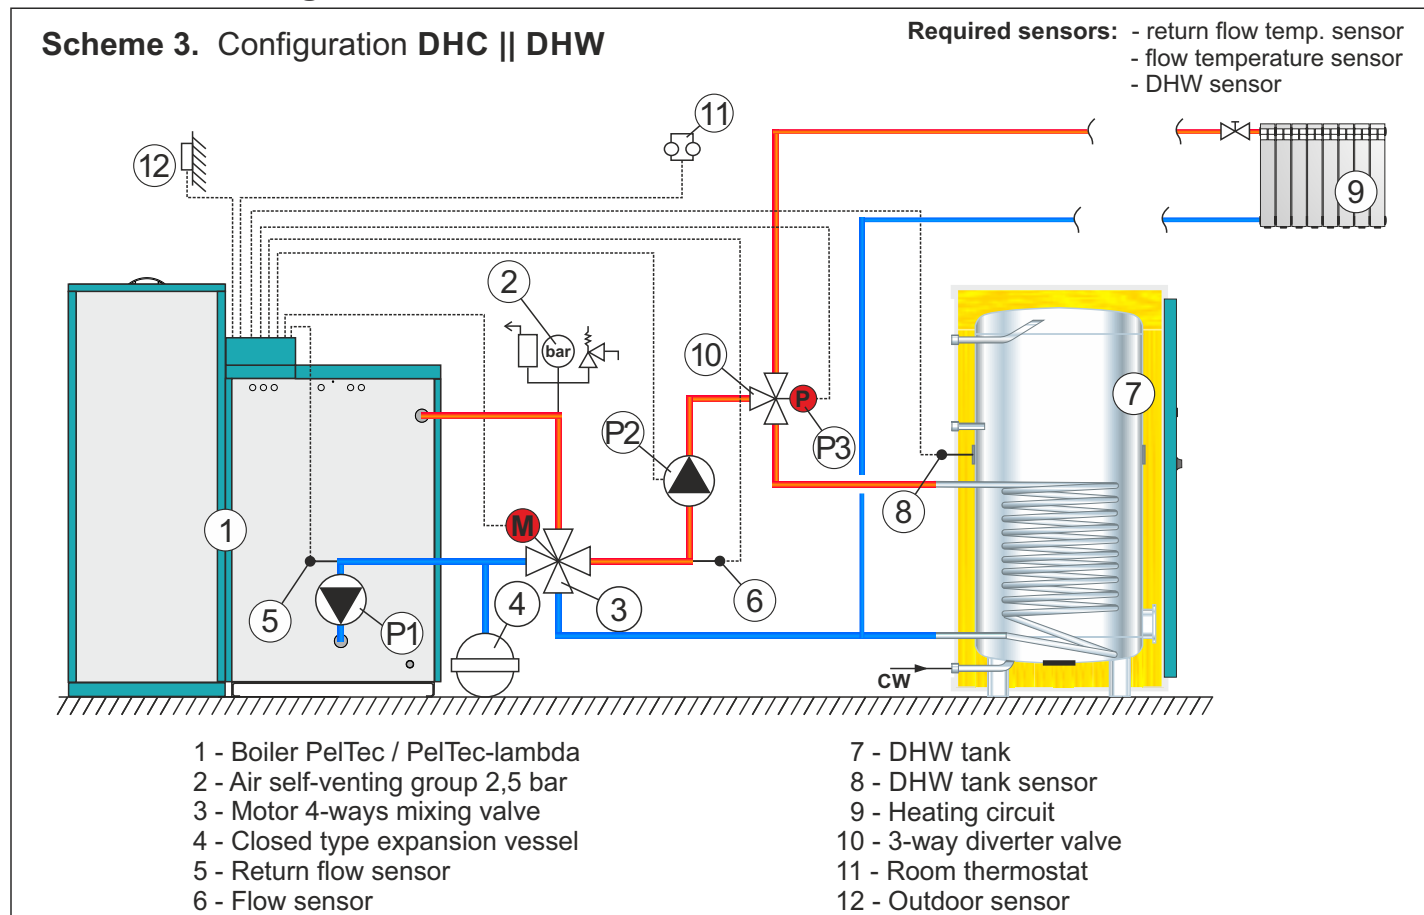 Scheme 3. Configuration DHC || DHW
Required sensors: - return flow temp. sensor
- flow temperature sensor
- DHW sensor
11
12
9
2
bar
10
P
7
P2
P3
8
1
M
5
P1
4
3
6
CW
1 - Boiler PelTec / PelTec-lambda
2 - Air self-venting group 2,5 bar
3 - Motor 4-ways mixing valve
4 - Closed type expansion vessel
5 - Return flow sensor
6 - Flow sensor
7 - DHW tank
8 - DHW tank sensor
9 - Heating circuit
10 - 3-way diverter valve
11 - Room thermostat
12 - Outdoor sensor